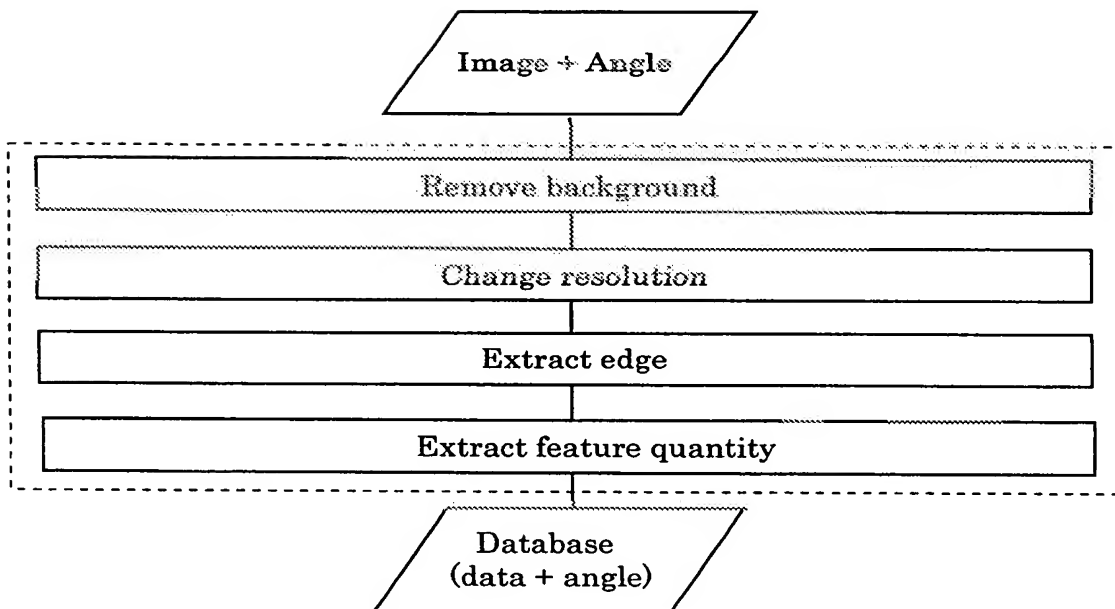 Image + Angle
Remove background
Change resolution
Extract edge
Extract feature quantity
Database
(data + angle)